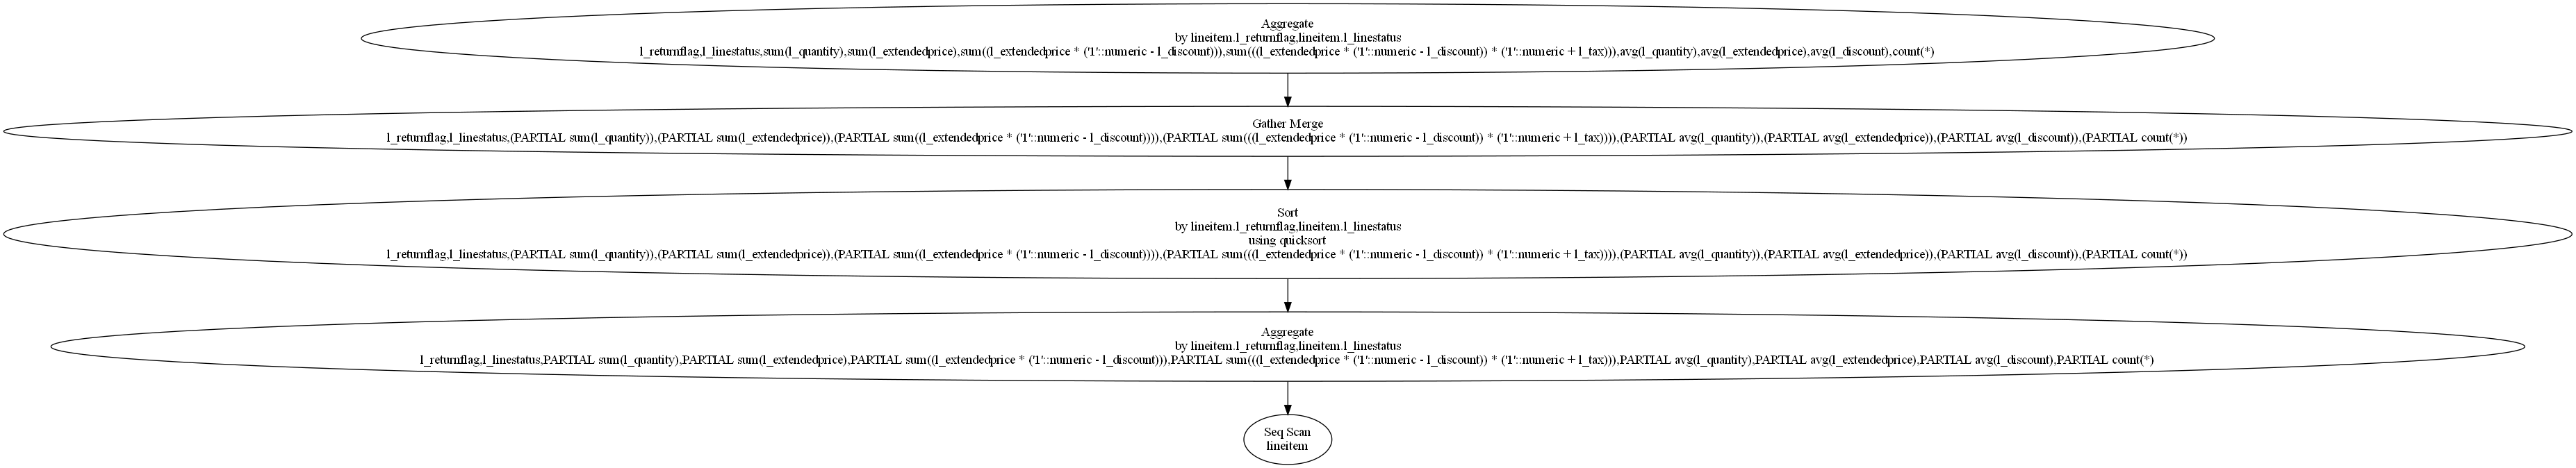 Aggregate
by lineitem.l_returnflag,lineitem.l_linestatus
l_returnflag,l_linestatus,sum(l_quantity),sum(l_extendedprice),sum((l_extendedprice * ('1'::numeric - l_discount))),sum(((l_extendedprice * ('1'::numeric - l_discount)) * ('1'::numeric + l_tax))),avg(l_quantity),avg(l_extendedprice),avg(l_discount),count(*)
Gather Merge
l_returnflag,l_linestatus,(PARTIAL sum(l_quantity)),(PARTIAL sum(l_extendedprice)),(PARTIAL sum((l_extendedprice * ('1'::numeric - l_discount)))),(PARTIAL sum(((l_extendedprice * ('1'::numeric - l_discount)) * ('1'::numeric + l_tax)))),(PARTIAL avg(l_quantity)),(PARTIAL avg(l_extendedprice)),(PARTIAL avg(l_discount)),(PARTIAL count(*))
Sort
by lineitem.l_returnflag,lineitem.l_linestatus
using quicksort
l_returnflag,l_linestatus,(PARTIAL sum(l_quantity)),(PARTIAL sum(l_extendedprice)),(PARTIAL sum((l_extendedprice * ('1'::numeric - l_discount)))),(PARTIAL sum(((l_extendedprice * ('1'::numeric - l_discount)) * ('1'::numeric + l_tax)))),(PARTIAL avg(l_quantity)),(PARTIAL avg(l_extendedprice)),(PARTIAL avg(l_discount)),(PARTIAL count(*))
Aggregate
by lineitem.l_returnflag,lineitem.l_linestatus
l_returnflag,l_linestatus,PARTIAL sum(l_quantity),PARTIAL sum(l_extendedprice),PARTIAL sum((l_extendedprice * ('1'::numeric - l_discount))),PARTIAL sum(((l_extendedprice * ('1'::numeric - l_discount)) * ('1'::numeric + l_tax))),PARTIAL avg(l_quantity),PARTIAL avg(l_extendedprice),PARTIAL avg(l_discount),PARTIAL count(*)
Seq Scan
lineitem